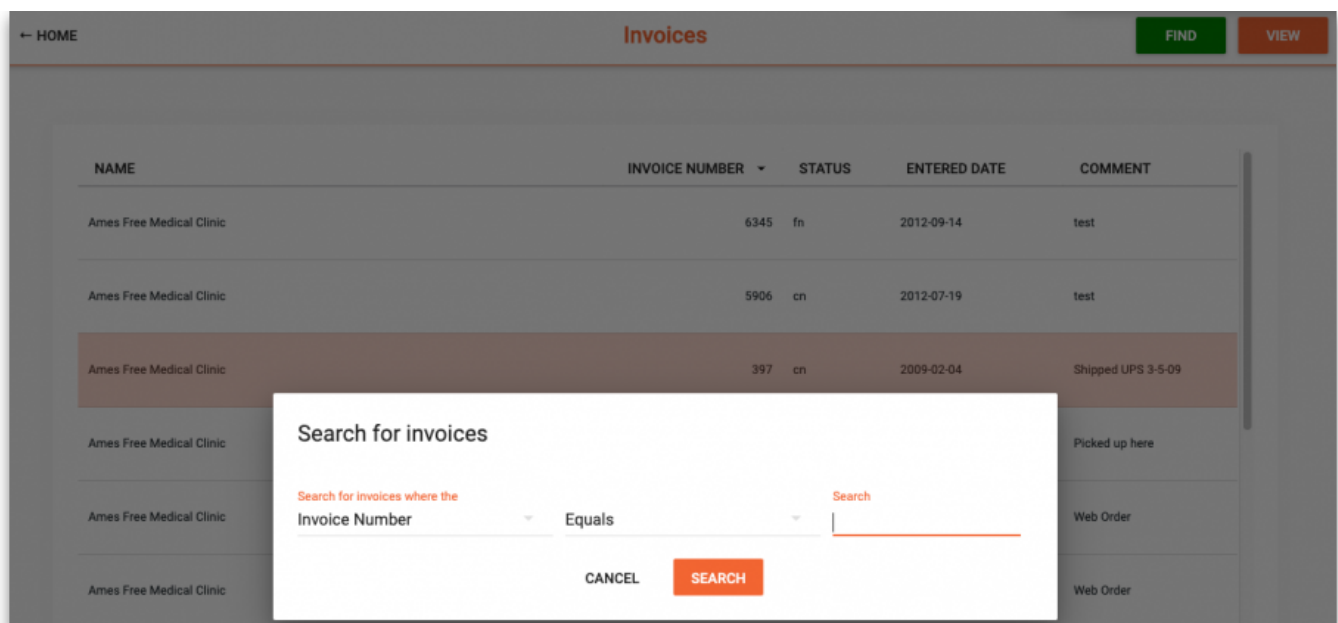 ← HOME Invoices FIND VIEW
NAME INVOICE NUMBER STATUS ENTERED DATE COMMENT
Ames Free Medical Clinic 6345 fn 2012-09-14 test
Ames Free Medical Clinic 5906 cn 2012-07-19 test
Ames Free Medical Clinic 397 cn 2009-02-04 Shipped UPS 3-5-09
Ames Free Medical Clinic Picked up here
Ames Free Medical Clinic Web Order
Ames Free Medical Clinic Web Order
Search for invoices
Search for invoices where the Search
Invoice Number Equals
CANCEL SEARCH